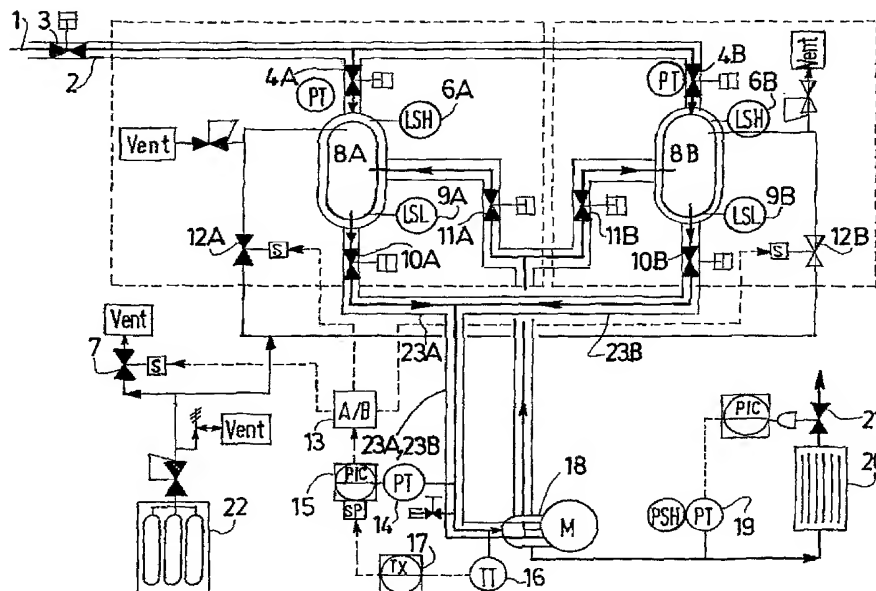 1 3
2
4A 4B
PT PT
Vent
6A 6B
LSH LSH
Vent
8A 8B
9A 9B
LSL LSL
11A 11B
12A 12B
S S
10A 10B
Vent
23A 23B
7
S
A/B
13
PIC
Vent
23A,23B
18
20
15
PIC
PT
SP
14
M
PSH
PT
19
22
17
TX
TT
16